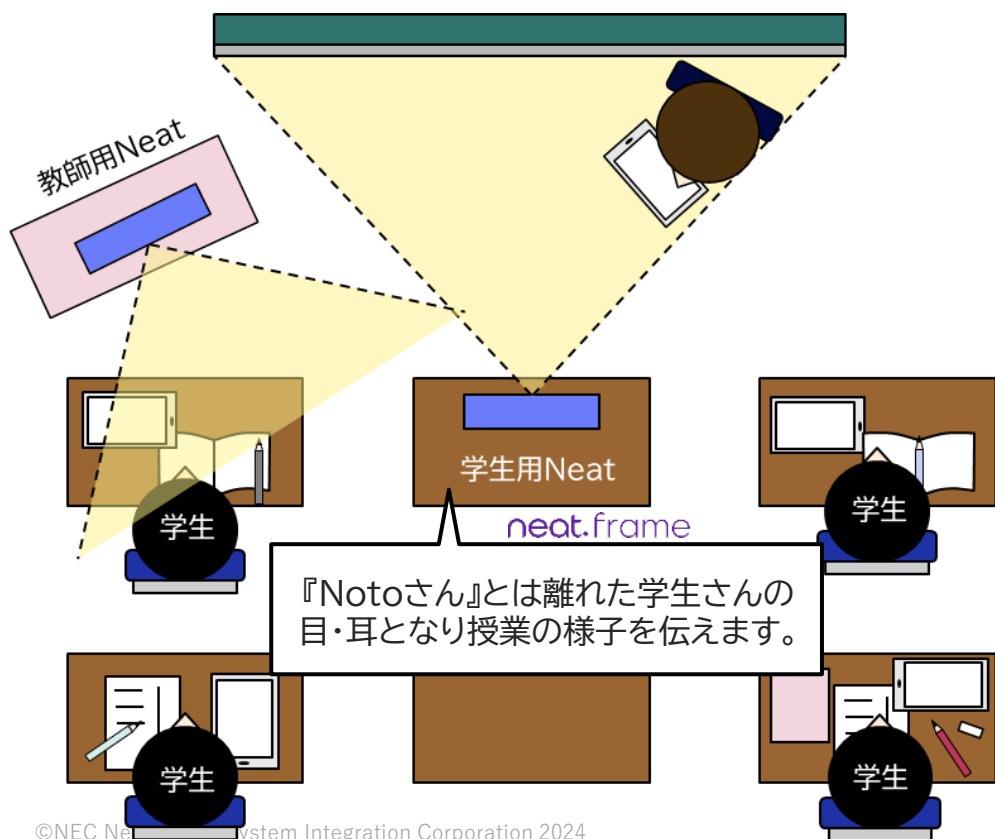 教師用Neat
学生用Neat
neat.frame
学生
学生
『Notoさん』とは離れた学生さんの
目・耳となり授業の様子を伝えます。
学生
学生
©NEC Ne ystem Integration Corporation 2024